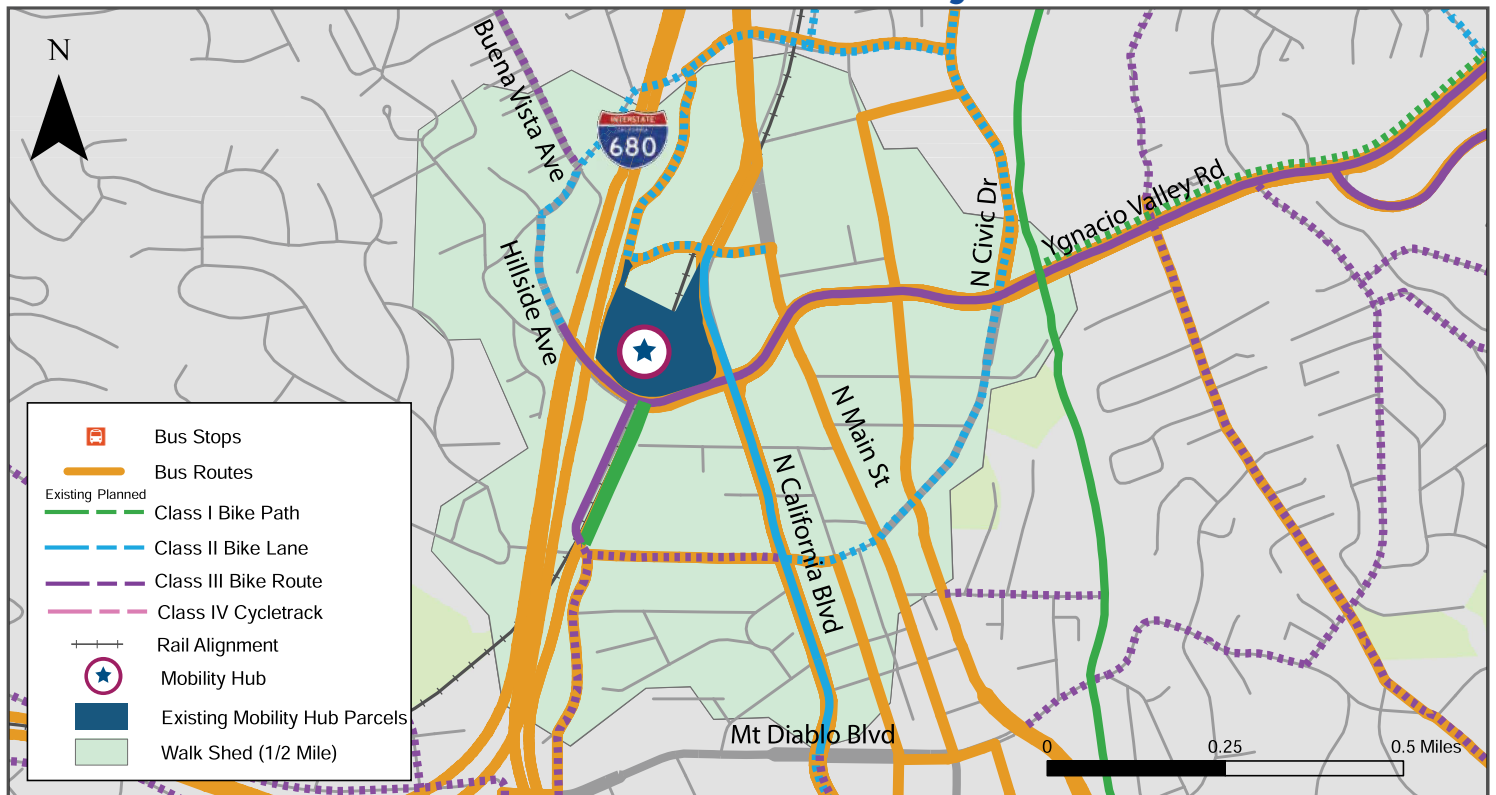 N
Buena Vista Ave
INTERSTATE
CALIFORNIA
680
Hillside Ave
N Civic Dr
Ygnacio Valley Rd
N Main St
N California Blvd
Mt Diablo Blvd
Bus Stops
Bus Routes
Existing Planned
Class I Bike Path
Class II Bike Lane
Class III Bike Route
Class IV Cycletrack
Rail Alignment
Mobility Hub
Existing Mobility Hub Parcels
Walk Shed (1/2 Mile)
0 0.25 0.5 Miles